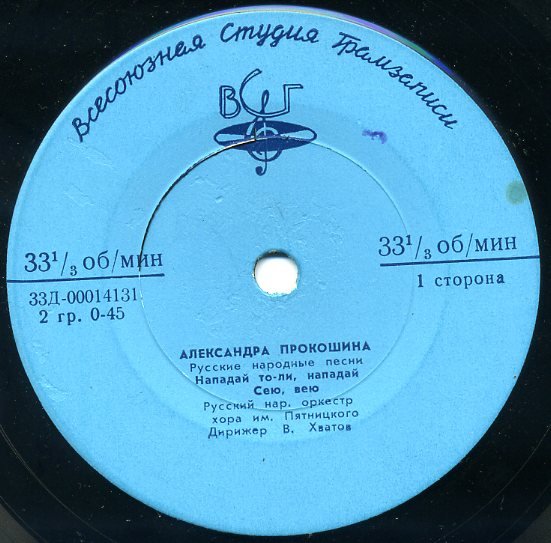 Всесоюзная Студия Грамзаписи
ВСГ
33¹/₃ об/мин
33Д-00014131
2 гр. 0-45
33¹/₃ об/мин
1 сторона
АЛЕКСАНДРА ПРОКОШИНА
Русские народные песни
Нападай то-ли, нападай
Сею, вею
Русский нар. оркестр
хора им. Пятницкого
Дирижер В. Хватов